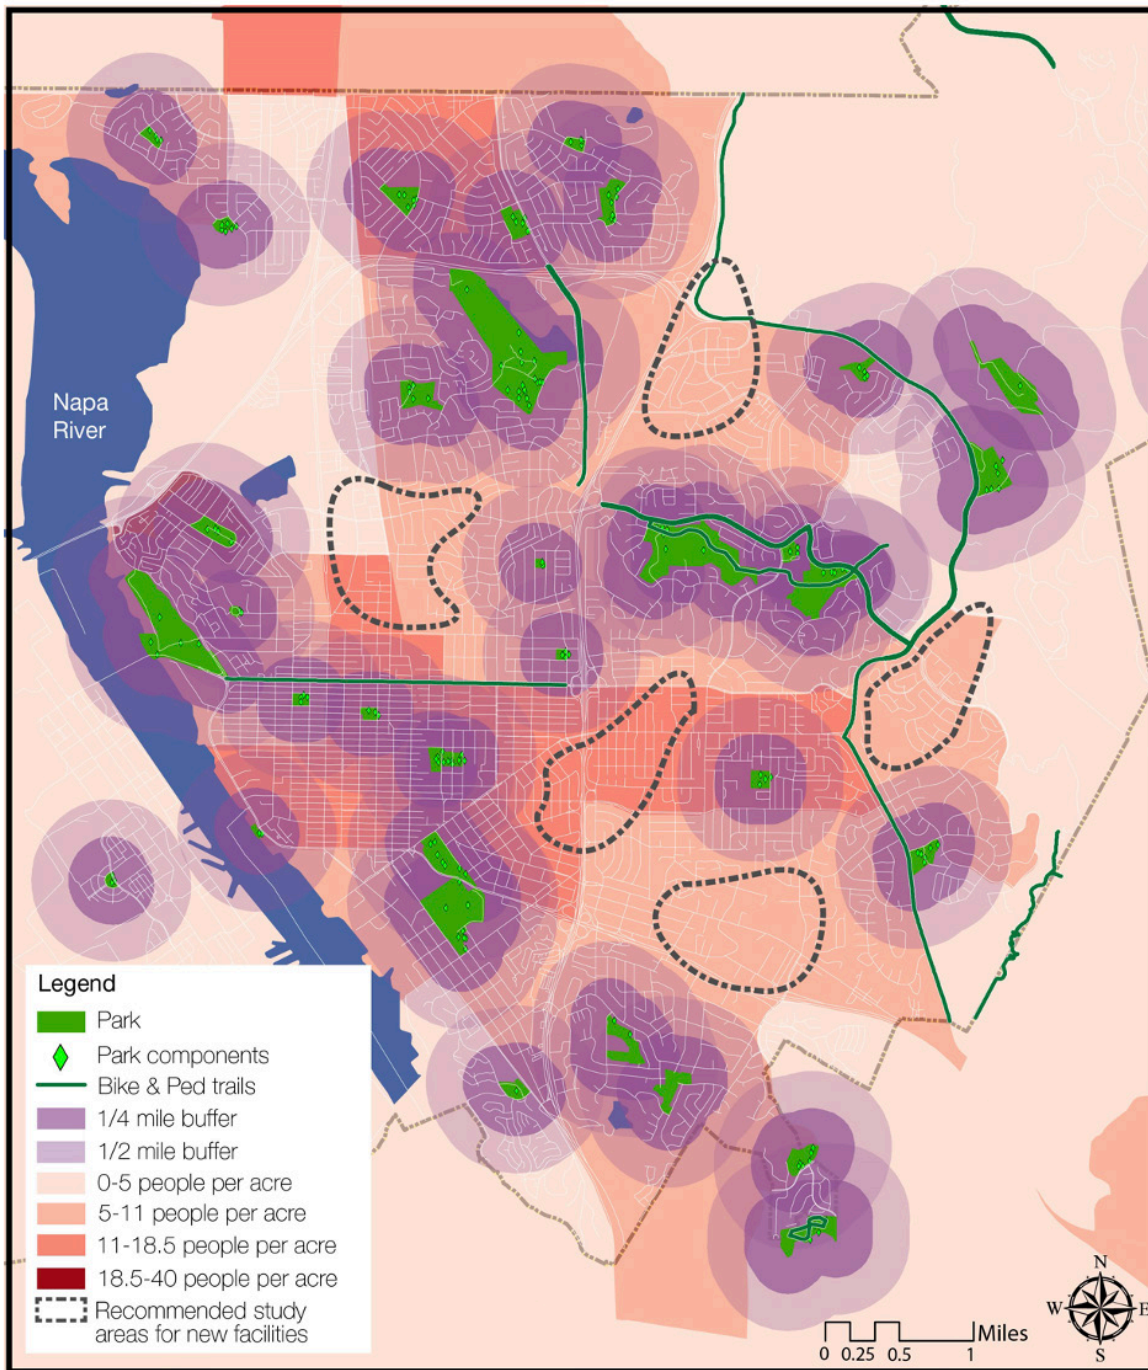 Napa
River
Legend
Park
Park components
Bike & Ped trails
1/4 mile buffer
1/2 mile buffer
0-5 people per acre
5-11 people per acre
11-18.5 people per acre
18.5-40 people per acre
Recommended study
areas for new facilities
N
W E
S
Miles
0 0.25 0.5 1